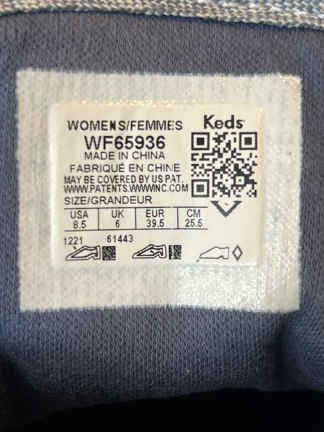 Keds
WOMENS/FEMMES
WF65936
MADE IN CHINA
FABRIQUÉ EN CHINE
MAY BE COVERED BY US PAT.
WWW.PATENTS.WWWINC.COM
SIZE/GRANDEUR
USA UK EUR CM
8.5 6 39.5 25.5
1221 61443